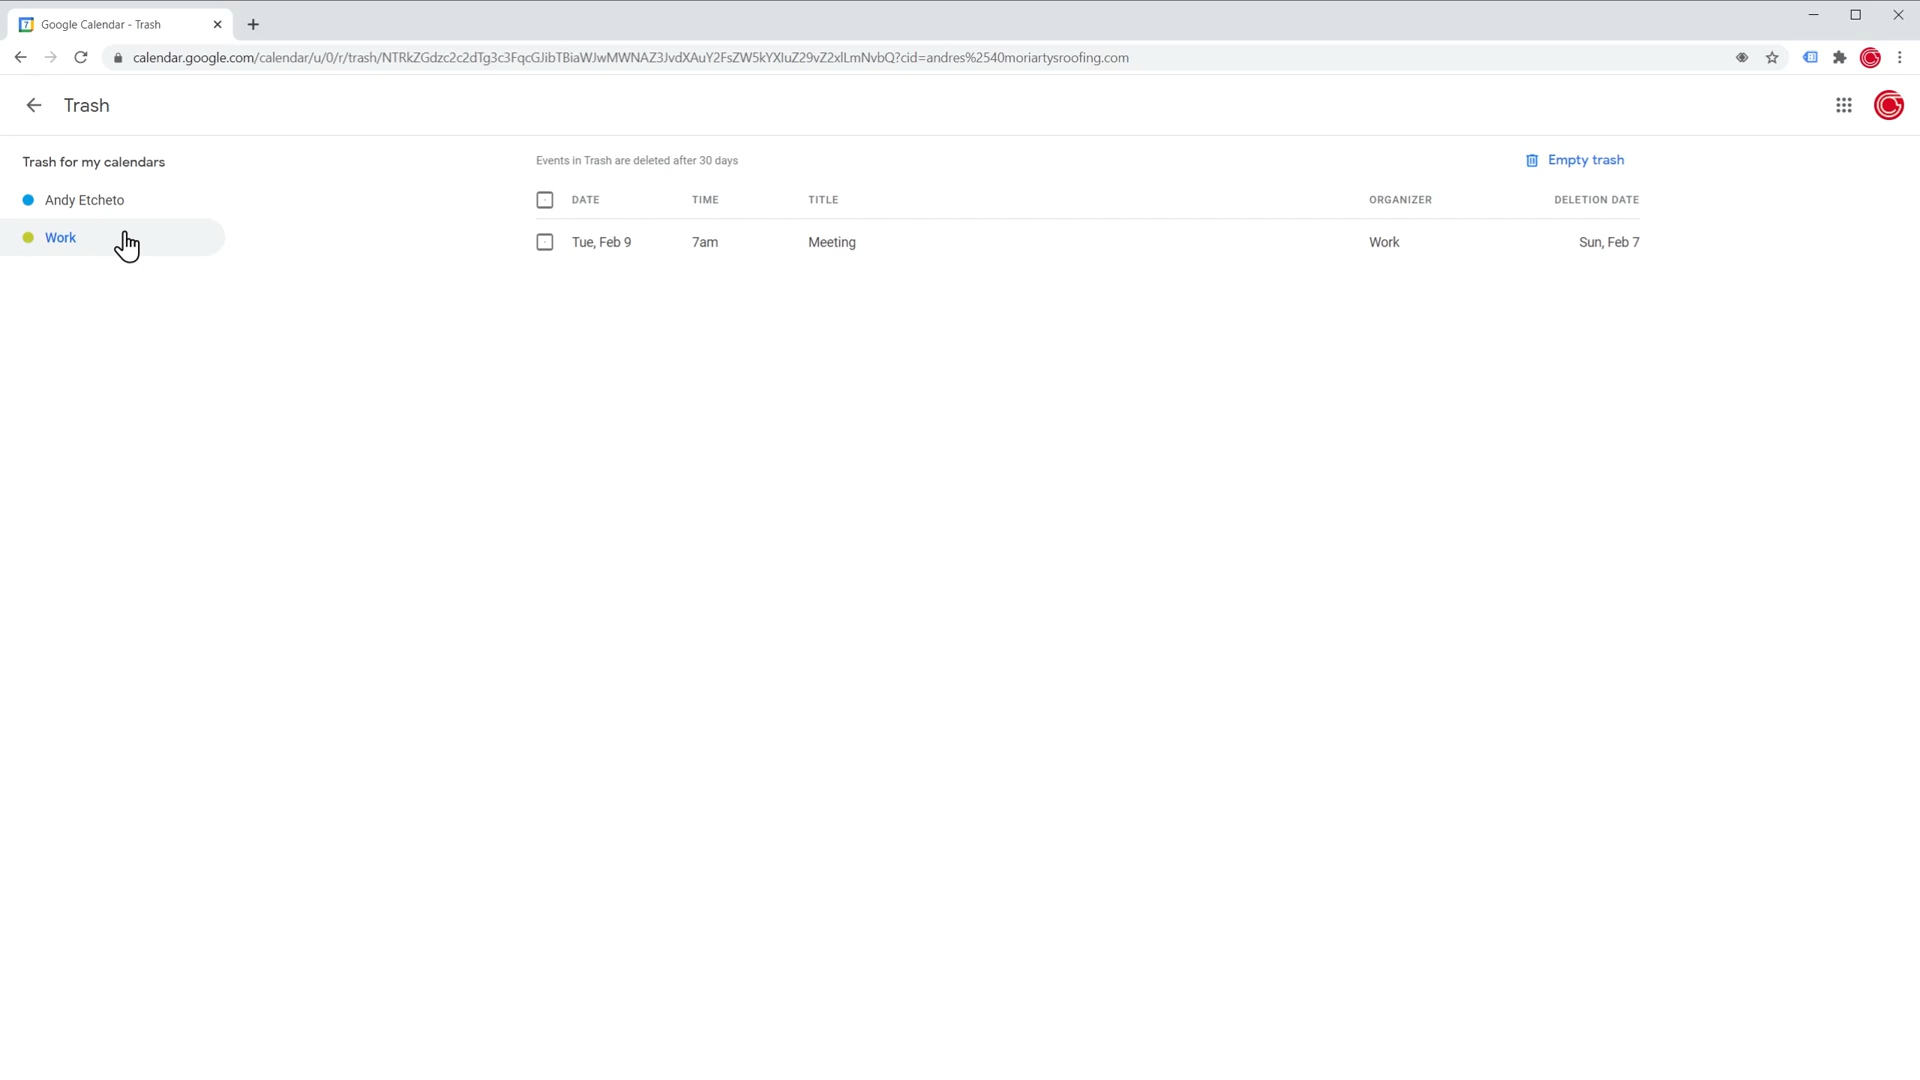 Google Calendar - Trash
calendar.google.com/calendar/u/0/r/trash/NTRkZGdzc2c2dTg3c3FqcGJibTBiaWJwMWNAZ3JvdXAuY2FsZW5kYXIuZ29vZ2xlLmNvbQ?cid=andres%2540moriartysroofing.com
Trash
Trash for my calendars
Andy Etcheto
Work
Events in Trash are deleted after 30 days
Empty trash
DATE TIME TITLE ORGANIZER DELETION DATE
Tue, Feb 9 7am Meeting Work Sun, Feb 7